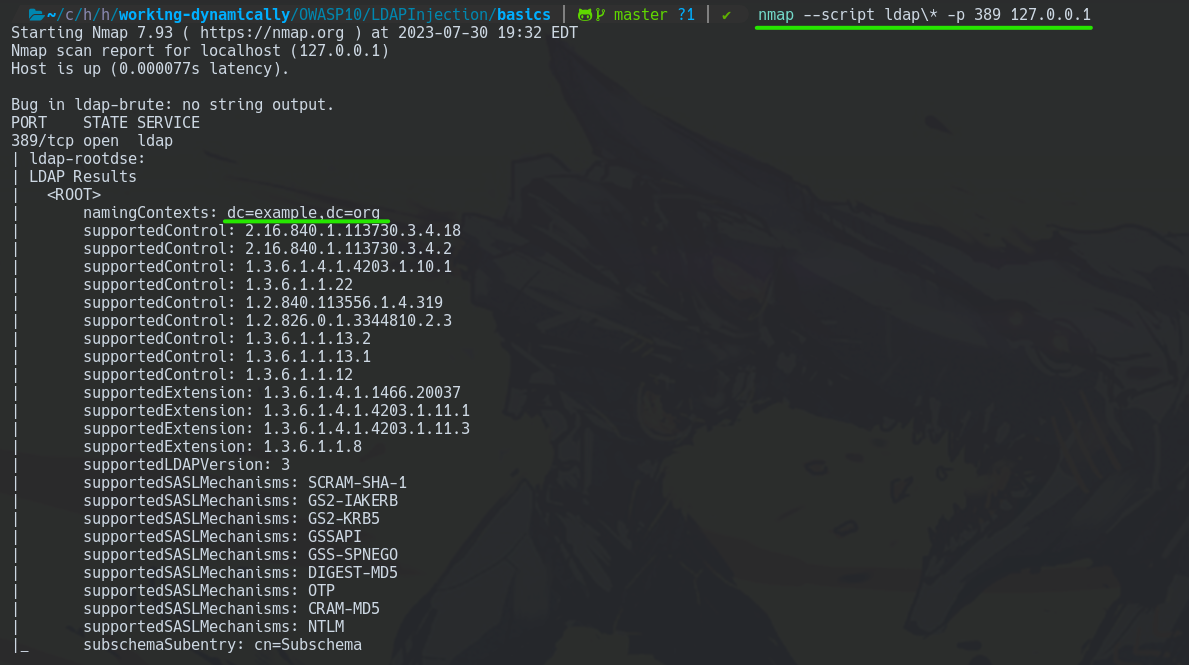 ~/c/h/h/working-dynamically/OWASP10/LDAPInjection/basics | master ?1 | ✔ nmap --script ldap\* -p 389 127.0.0.1
Starting Nmap 7.93 ( https://nmap.org ) at 2023-07-30 19:32 EDT
Nmap scan report for localhost (127.0.0.1)
Host is up (0.000077s latency).

Bug in ldap-brute: no string output.
PORT    STATE SERVICE
389/tcp open  ldap
| ldap-rootdse:
| LDAP Results
|   <ROOT>
|       namingContexts: dc=example,dc=org
|       supportedControl: 2.16.840.1.113730.3.4.18
|       supportedControl: 2.16.840.1.113730.3.4.2
|       supportedControl: 1.3.6.1.4.1.4203.1.10.1
|       supportedControl: 1.3.6.1.1.22
|       supportedControl: 1.2.840.113556.1.4.319
|       supportedControl: 1.2.826.0.1.3344810.2.3
|       supportedControl: 1.3.6.1.1.13.2
|       supportedControl: 1.3.6.1.1.13.1
|       supportedControl: 1.3.6.1.1.12
|       supportedExtension: 1.3.6.1.4.1.1466.20037
|       supportedExtension: 1.3.6.1.4.1.4203.1.11.1
|       supportedExtension: 1.3.6.1.4.1.4203.1.11.3
|       supportedExtension: 1.3.6.1.1.8
|       supportedLDAPVersion: 3
|       supportedSASLMechanisms: SCRAM-SHA-1
|       supportedSASLMechanisms: GS2-IAKERB
|       supportedSASLMechanisms: GS2-KRB5
|       supportedSASLMechanisms: GSSAPI
|       supportedSASLMechanisms: GSS-SPNEGO
|       supportedSASLMechanisms: DIGEST-MD5
|       supportedSASLMechanisms: OTP
|       supportedSASLMechanisms: CRAM-MD5
|       supportedSASLMechanisms: NTLM
|_      subschemaSubentry: cn=Subschema